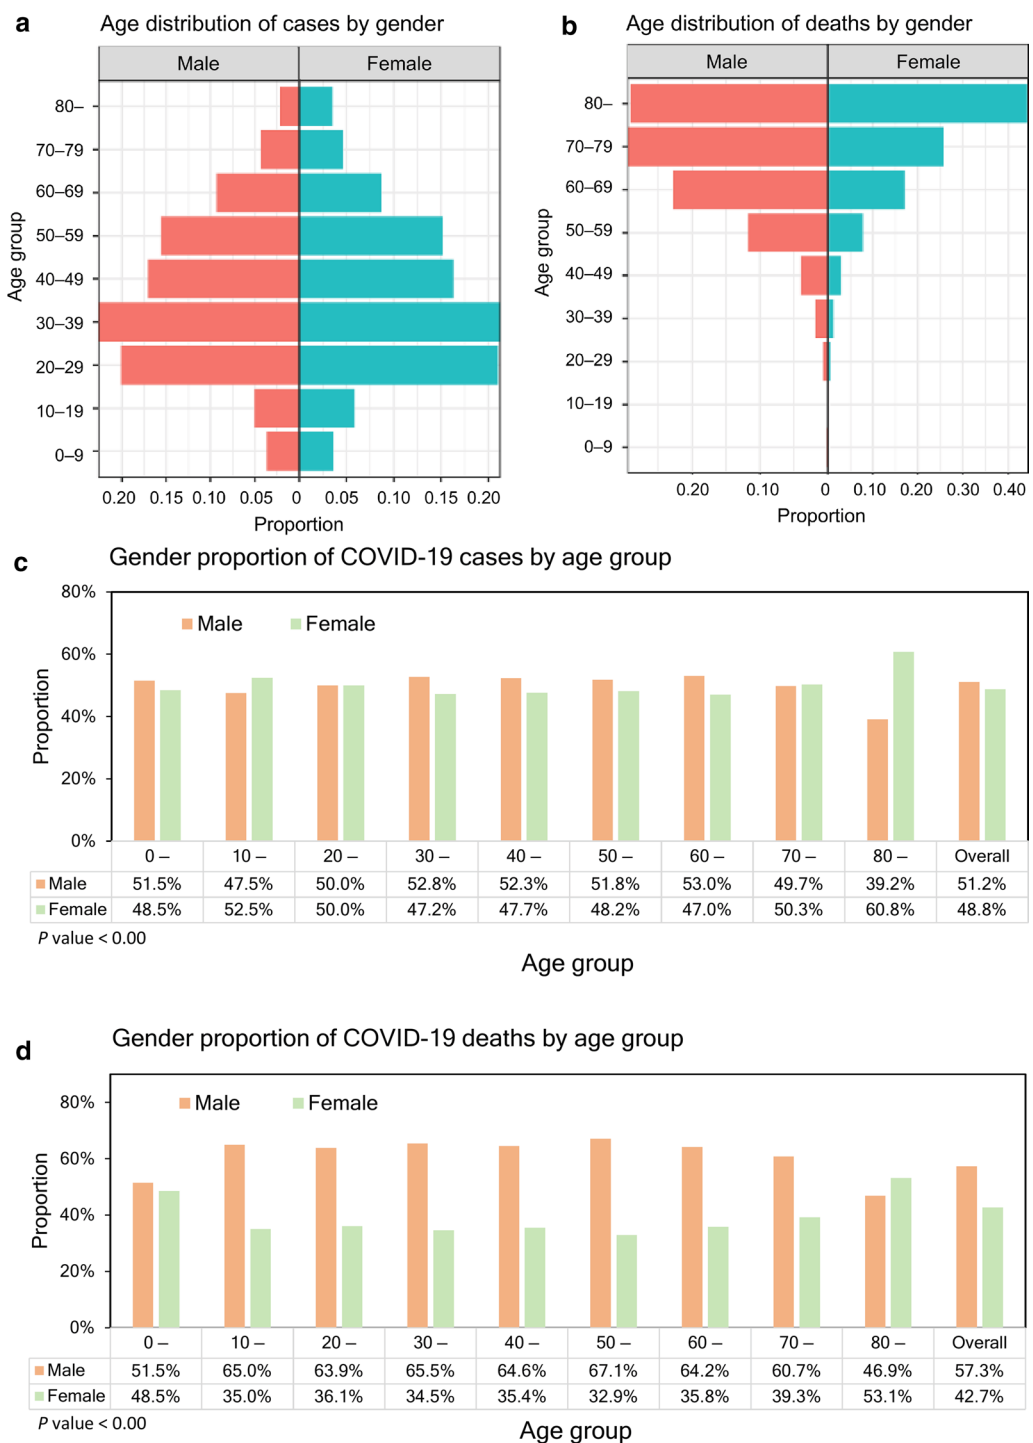 a Age distribution of cases by gender
Male Female
80–
70–79
60–69
50–59
40–49
30–39
20–29
10–19
0–9
Age group
0.20 0.15 0.10 0.05 0 0.05 0.10 0.15 0.20
Proportion
b Age distribution of deaths by gender
Male Female
80–
70–79
60–69
50–59
40–49
30–39
20–29
10–19
0–9
Age group
0.20 0.10 0 0.10 0.20 0.30 0.40
Proportion
c Gender proportion of COVID-19 cases by age group
80%
60%
40%
20%
0%
Proportion
Male Female
0 – 10 – 20 – 30 – 40 – 50 – 60 – 70 – 80 – Overall
Male 51.5% 47.5% 50.0% 52.8% 52.3% 51.8% 53.0% 49.7% 39.2% 51.2%
Female 48.5% 52.5% 50.0% 47.2% 47.7% 48.2% 47.0% 50.3% 60.8% 48.8%
P value < 0.00
Age group
d Gender proportion of COVID-19 deaths by age group
80%
60%
40%
20%
0%
Proportion
Male Female
0 – 10 – 20 – 30 – 40 – 50 – 60 – 70 – 80 – Overall
Male 51.5% 65.0% 63.9% 65.5% 64.6% 67.1% 64.2% 60.7% 46.9% 57.3%
Female 48.5% 35.0% 36.1% 34.5% 35.4% 32.9% 35.8% 39.3% 53.1% 42.7%
P value < 0.00
Age group